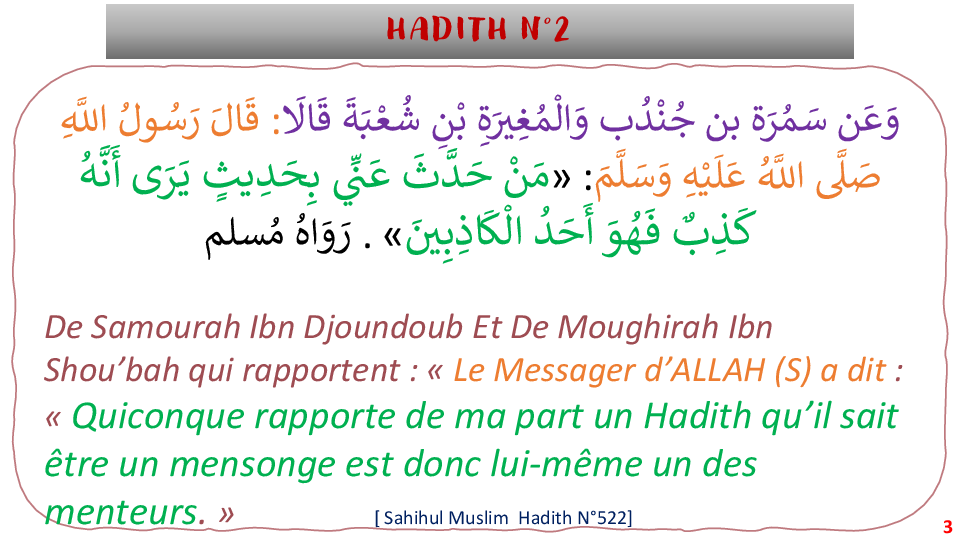 HADITH N°2
وَعَن سَمُرَة بن جُنْدُب وَالْمُغِيرَةِ بْنِ شُعْبَةَ قَالَا: قَالَ رَسُولُ اللَّهِ
صَلَّى اللَّهُ عَلَيْهِ وَسَلَّمَ: «مَنْ حَدَّثَ عَنِّي بِحَدِيثٍ يَرَى أَنَّهُ
كَذِبٌ فَهُوَ أَحَدُ الْكَاذِبِينَ» . رَوَاهُ مُسلم
De Samourah Ibn Djoundoub Et De Moughirah Ibn
Shou’bah qui rapportent : « Le Messager d’ALLAH (S) a dit :
« Quiconque rapporte de ma part un Hadith qu’il sait
être un mensonge est donc lui-même un des
menteurs. »
[ Sahihul Muslim Hadith N°522]
3